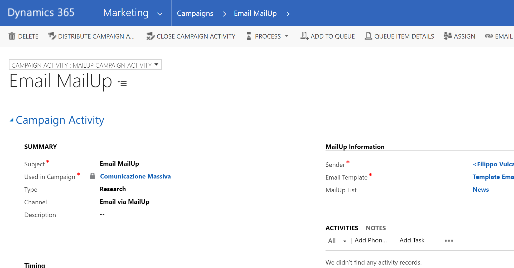 Dynamics 365 Marketing Campaigns Email MailUp
DELETE DISTRIBUTE CAMPAIGN A... CLOSE CAMPAIGN ACTIVITY PROCESS ADD TO QUEUE QUEUE ITEM DETAILS ASSIGN EMAIL
CAMPAIGN ACTIVITY : MAILUP CAMPAIGN ACTIVITY
Email MailUp
Campaign Activity
SUMMARY
Subject* Email MailUp
Used in Campaign* Comunicazione Massiva
Type Research
Channel Email via MailUp
Description --
Timing
MailUp Information
Sender* <Filippo Vulca
Email Template* Template Emai
MailUp List News
ACTIVITIES NOTES
All Add Phon... Add Task ...
We didn't find any activity records